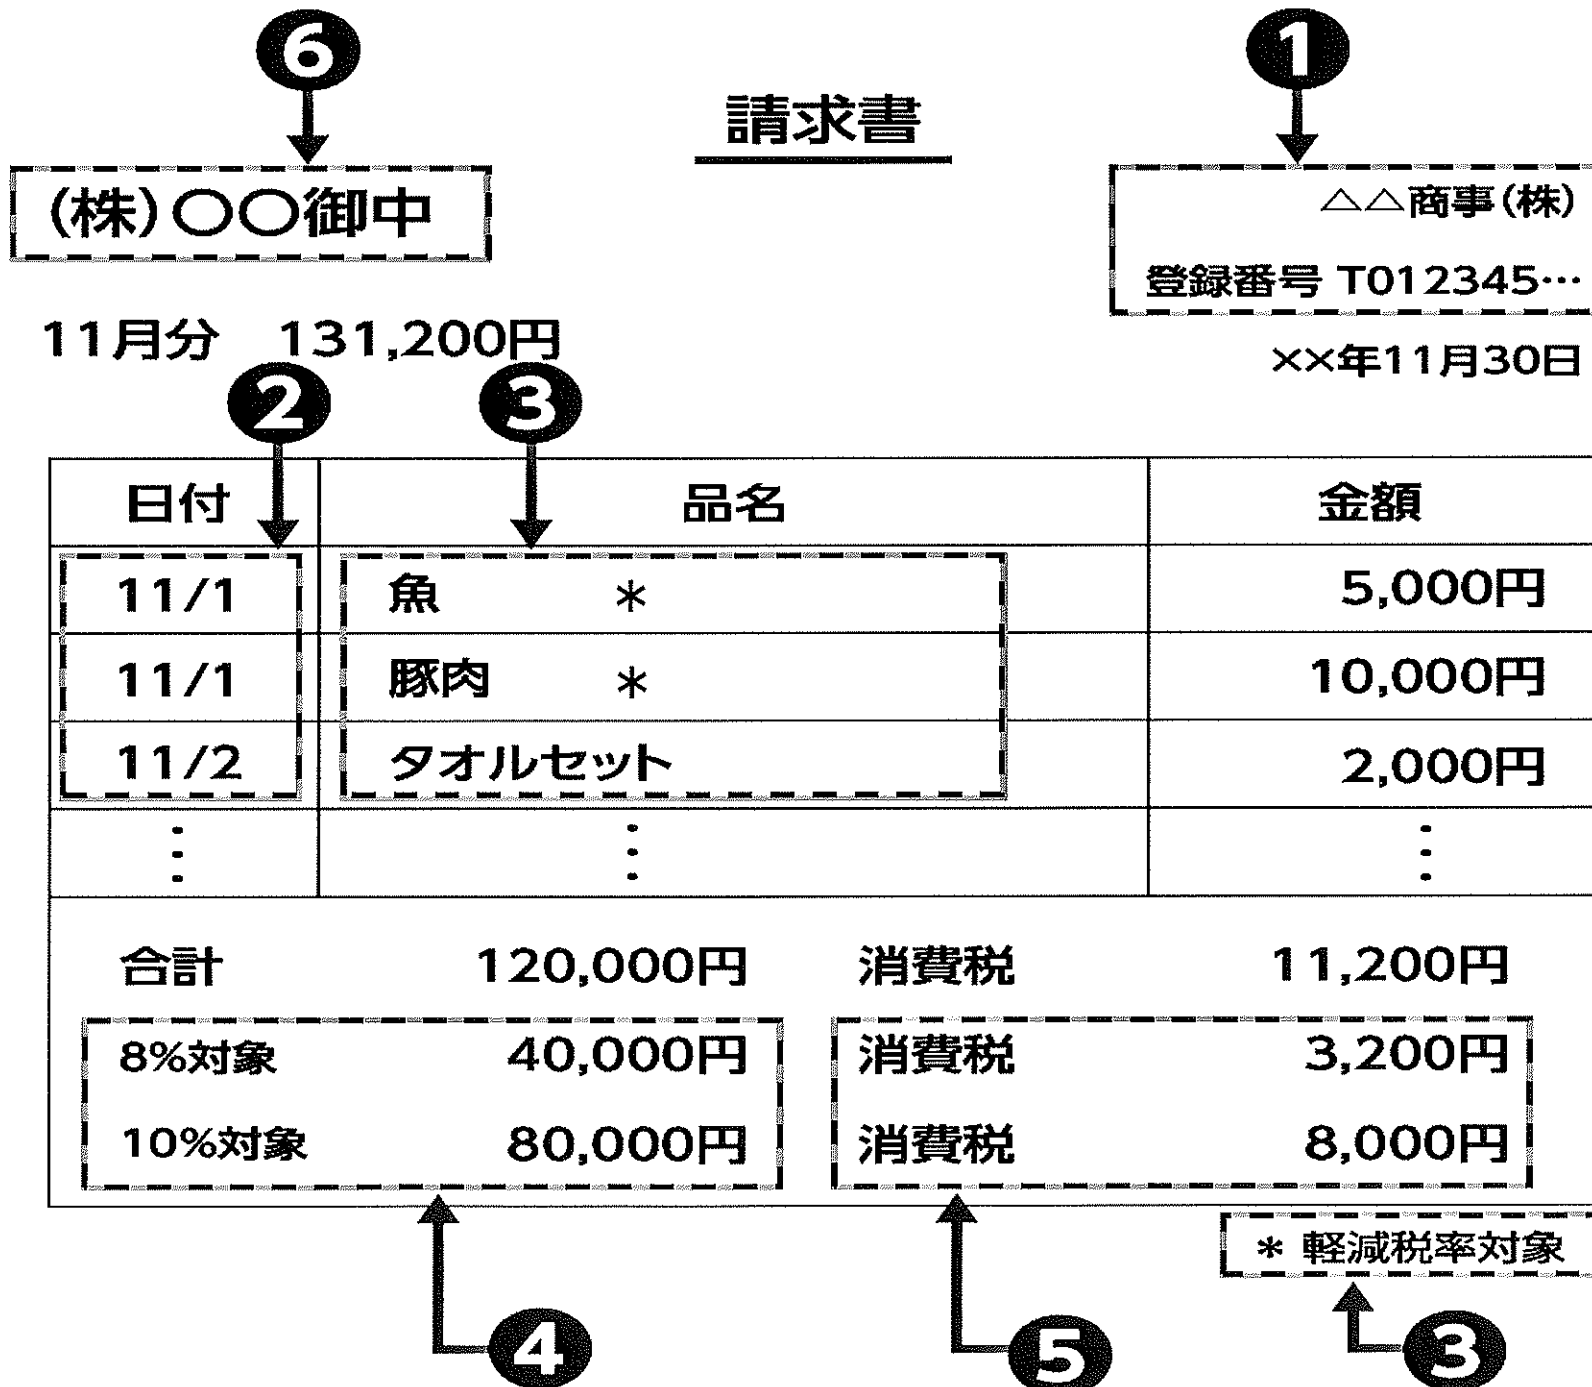 6
1
請求書
(株)〇〇御中
△△商事(株)
登録番号 T012345…
11月分 131,200円
××年11月30日
2
3
日付 品名 金額
11/1 魚 * 5,000円
11/1 豚肉 * 10,000円
11/2 タオルセット 2,000円
⋮ ⋮ ⋮
合計 120,000円 消費税 11,200円
8%対象 40,000円 消費税 3,200円
10%対象 80,000円 消費税 8,000円
* 軽減税率対象
4
5
3